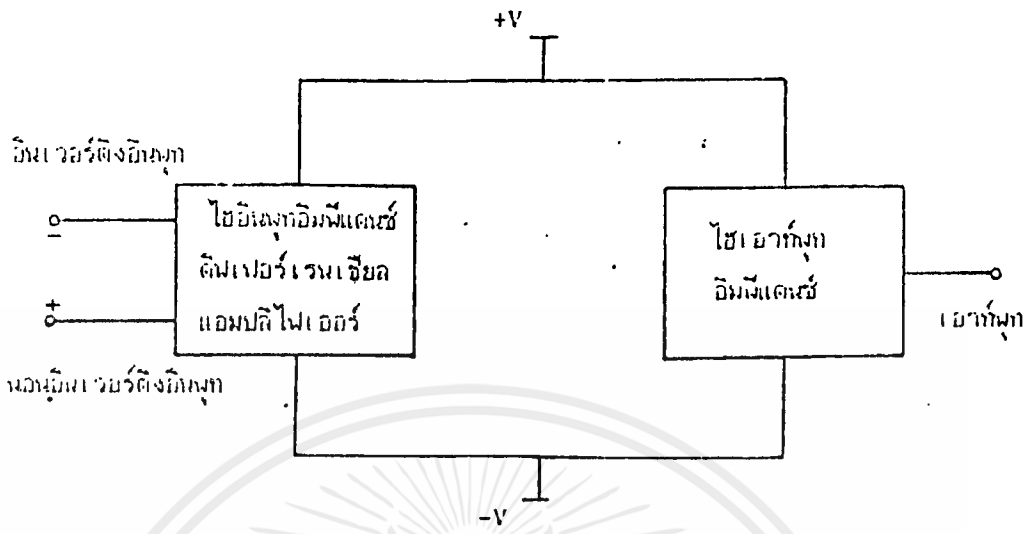 +V
อินเวอร์ติงอินพุท
ไฮอินพุทอิมพีแดนซ์
ดิฟเฟอร์เรนเชียล
แอมปลิไฟเออร์
ไฮเอาท์พุท
อิมพีแดนซ์
−
+
เอาท์พุท
นอนอินเวอร์ติงอินพุท
-V